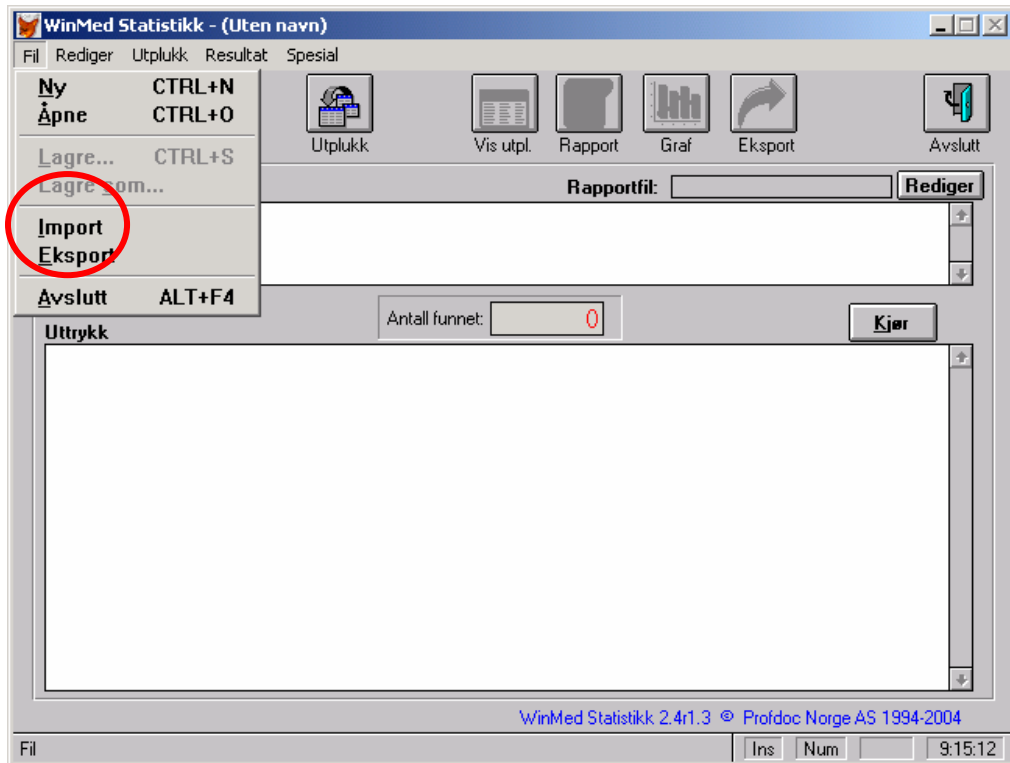 WinMed Statistikk - (Uten navn)
Fil Rediger Utplukk Resultat Spesial
Ny CTRL+N
Åpne CTRL+O
Lagre... CTRL+S
Lagre som...
Import
Eksport
Avslutt ALT+F4
Utplukk Vis utpl. Rapport Graf Eksport Avslutt
Rapportfil: Rediger
Antall funnet: 0 Kjør
Uttrykk
WinMed Statistikk 2.4r1.3 © Profdoc Norge AS 1994-2004
Fil Ins Num 9:15:12